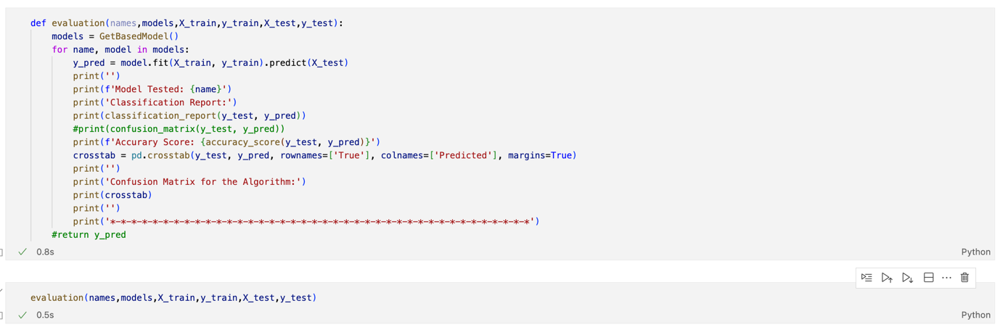 def evaluation(names,models,X_train,y_train,X_test,y_test):
    models = GetBasedModel()
    for name, model in models:
        y_pred = model.fit(X_train, y_train).predict(X_test)
        print('')
        print(f'Model Tested: {name}')
        print('Classification Report:')
        print(classification_report(y_test, y_pred))
        #print(confusion_matrix(y_test, y_pred))
        print(f'Accurary Score: {accuracy_score(y_test, y_pred)}')
        crosstab = pd.crosstab(y_test, y_pred, rownames=['True'], colnames=['Predicted'], margins=True)
        print('')
        print('Confusion Matrix for the Algorithm:')
        print(crosstab)
        print('')
        print('*-*-*-*-*-*-*-*-*-*-*-*-*-*-*-*-*-*-*-*-*-*-*-*-*-*-*-*-*-*-*-*-*-*-*-*-*-*-*-*')
    #return y_pred
0.8s
Python
evaluation(names,models,X_train,y_train,X_test,y_test)
0.5s
Python